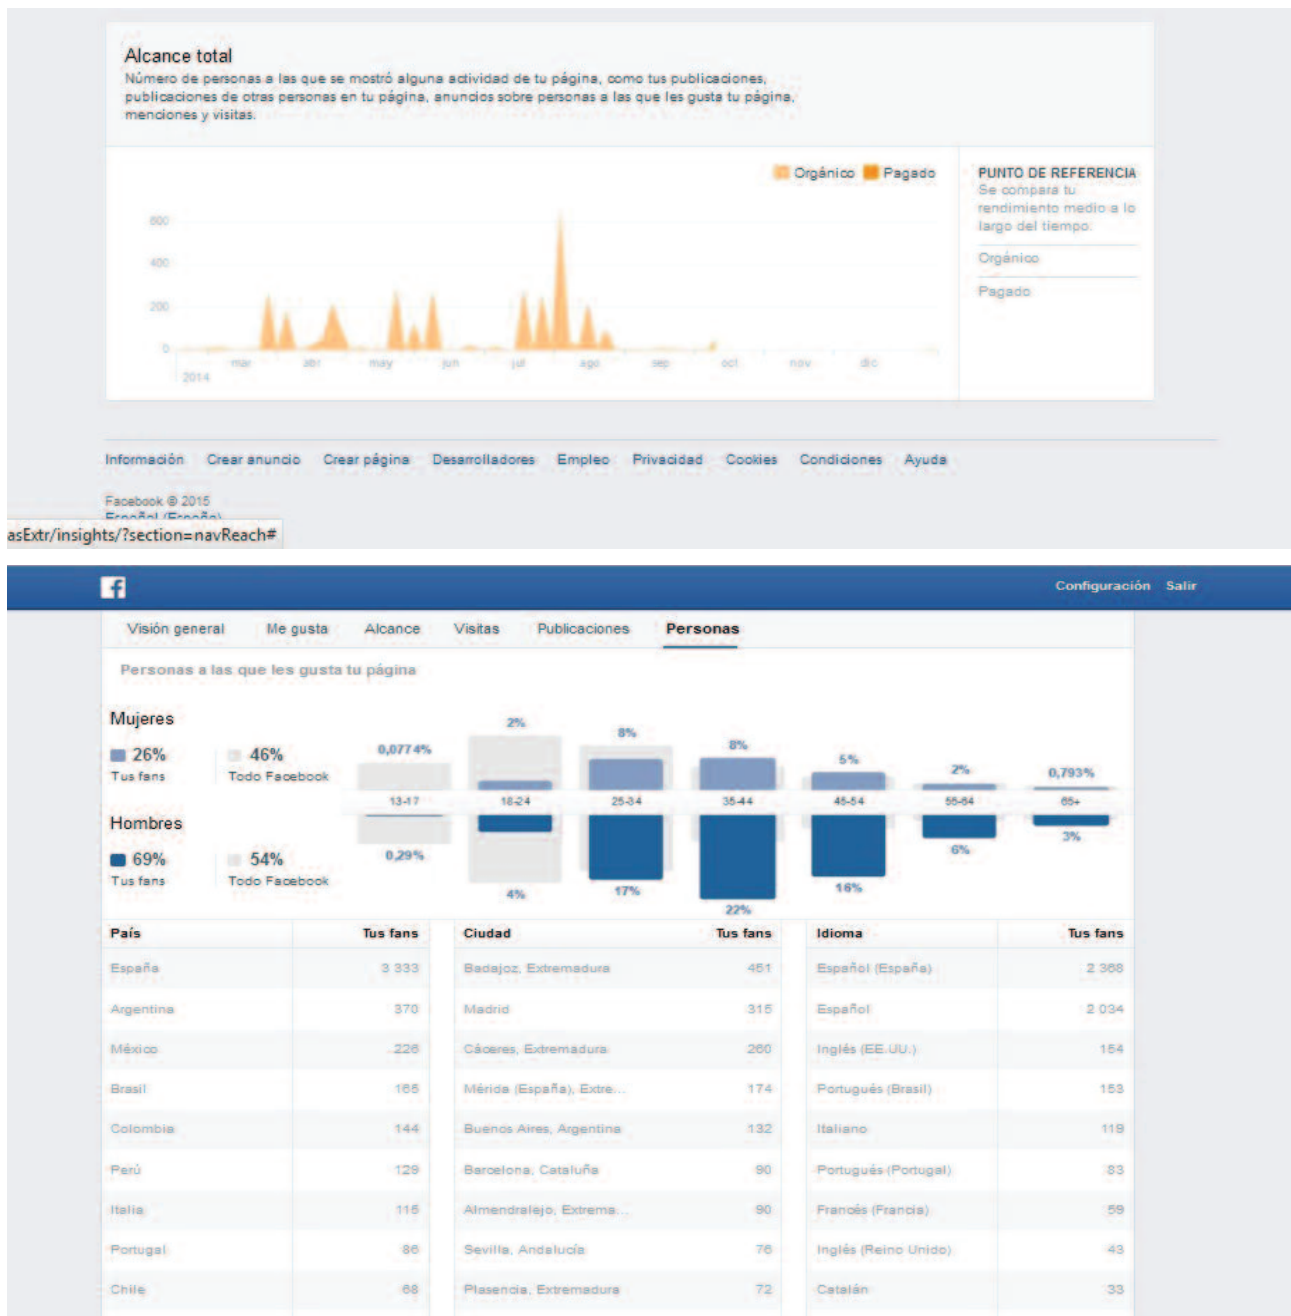 Alcance total
Número de personas a las que se mostró alguna actividad de tu página, como tus publicaciones,
publicaciones de otras personas en tu página, anuncios sobre personas a las que les gusta tu página,
menciones y visitas.
Orgánico Pagado
PUNTO DE REFERENCIA
Se compara tu
rendimiento medio a lo
largo del tiempo.
Orgánico
Pagado
600
400
200
0
mar abr may jun jul ago sep oct nov dic
2014
Información Crear anuncio Crear página Desarrolladores Empleo Privacidad Cookies Condiciones Ayuda
Facebook © 2015
Español (España)
asExtr/insights/?section=navReach#
Configuración Salir
Visión general Me gusta Alcance Visitas Publicaciones Personas
Personas a las que les gusta tu página
Mujeres
26% 46%
Tus fans Todo Facebook
0,0774% 2% 8% 8% 5% 2% 0,793%
13-17 18-24 25-34 35-44 45-54 55-64 65+
Hombres
69% 54%
Tus fans Todo Facebook
0,29% 4% 17% 22% 16% 6% 3%
País Tus fans Ciudad Tus fans Idioma Tus fans
España 3 333 Badajoz, Extremadura 451 Español (España) 2 368
Argentina 370 Madrid 315 Español 2 034
México 226 Cáceres, Extremadura 260 Inglés (EE.UU.) 154
Brasil 165 Mérida (España), Extre... 174 Portugués (Brasil) 153
Colombia 144 Buenos Aires, Argentina 132 Italiano 119
Perú 129 Barcelona, Cataluña 90 Portugués (Portugal) 83
Italia 115 Almendralejo, Extrema... 90 Francés (Francia) 59
Portugal 86 Sevilla, Andalucía 76 Inglés (Reino Unido) 43
Chile 68 Plasencia, Extremadura 72 Catalán 33